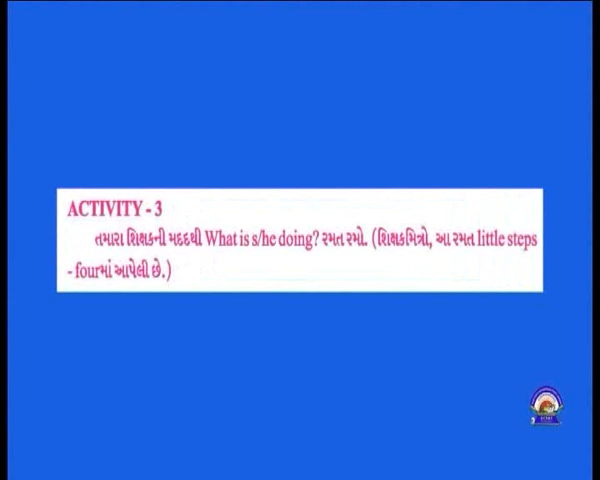 ACTIVITY - 3
તમારા શિક્ષકની મદદથી What is s/he doing? રમત રમો. (શિક્ષકમિત્રો, આ રમત little steps
- fourમાં આપેલી છે.)